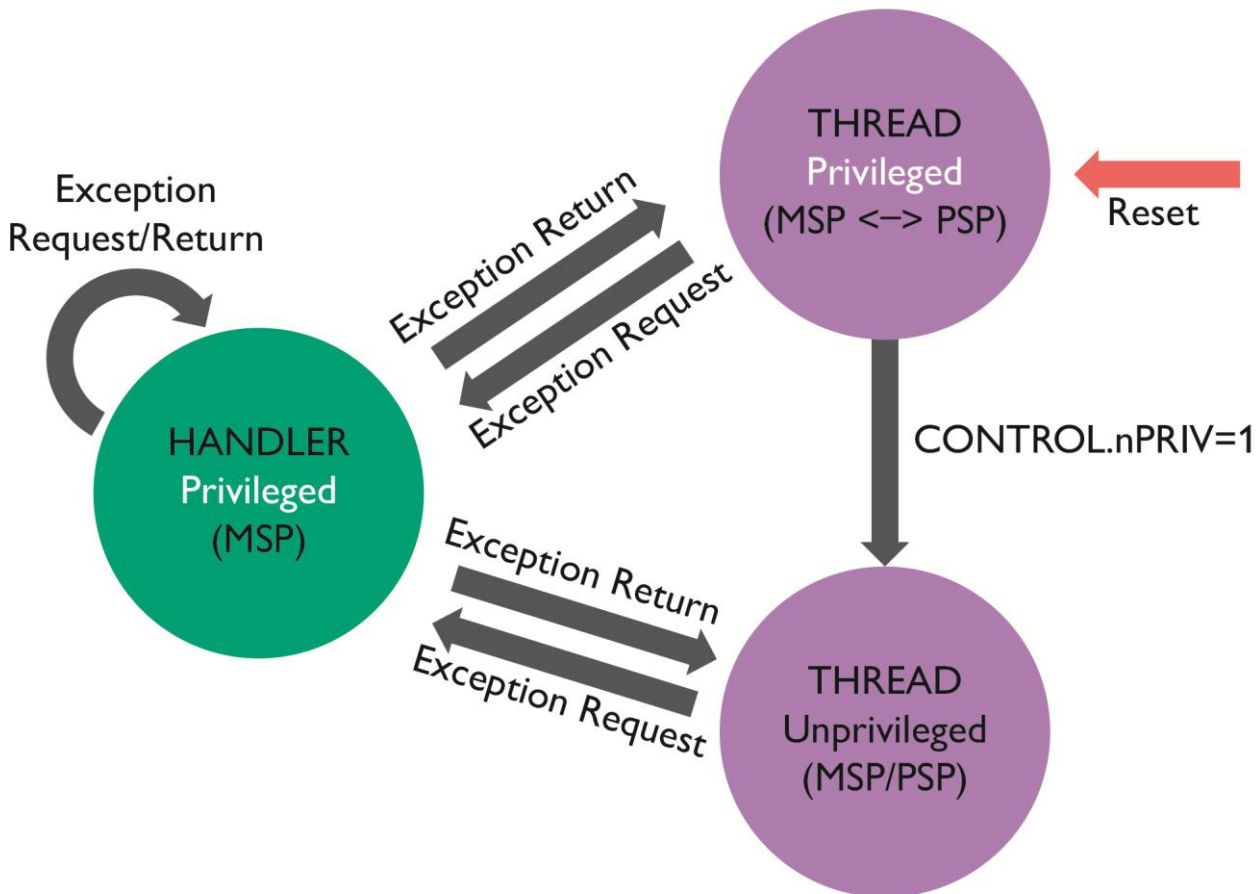 THREAD
Privileged
(MSP <-> PSP)
Reset
Exception
Request/Return
Exception Return
Exception Request
HANDLER
Privileged
(MSP)
CONTROL.nPRIV=1
Exception Return
Exception Request
THREAD
Unprivileged
(MSP/PSP)